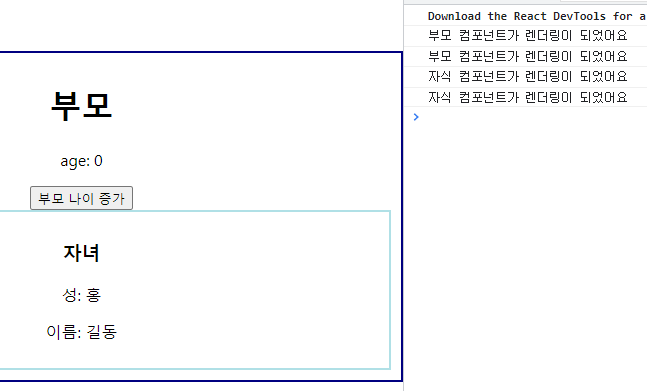 부모
age: 0
부모 나이 증가
자녀
성: 홍
이름: 길동
Download the React DevTools for a
부모 컴포넌트가 렌더링이 되었어요
부모 컴포넌트가 렌더링이 되었어요
자식 컴포넌트가 렌더링이 되었어요
자식 컴포넌트가 렌더링이 되었어요